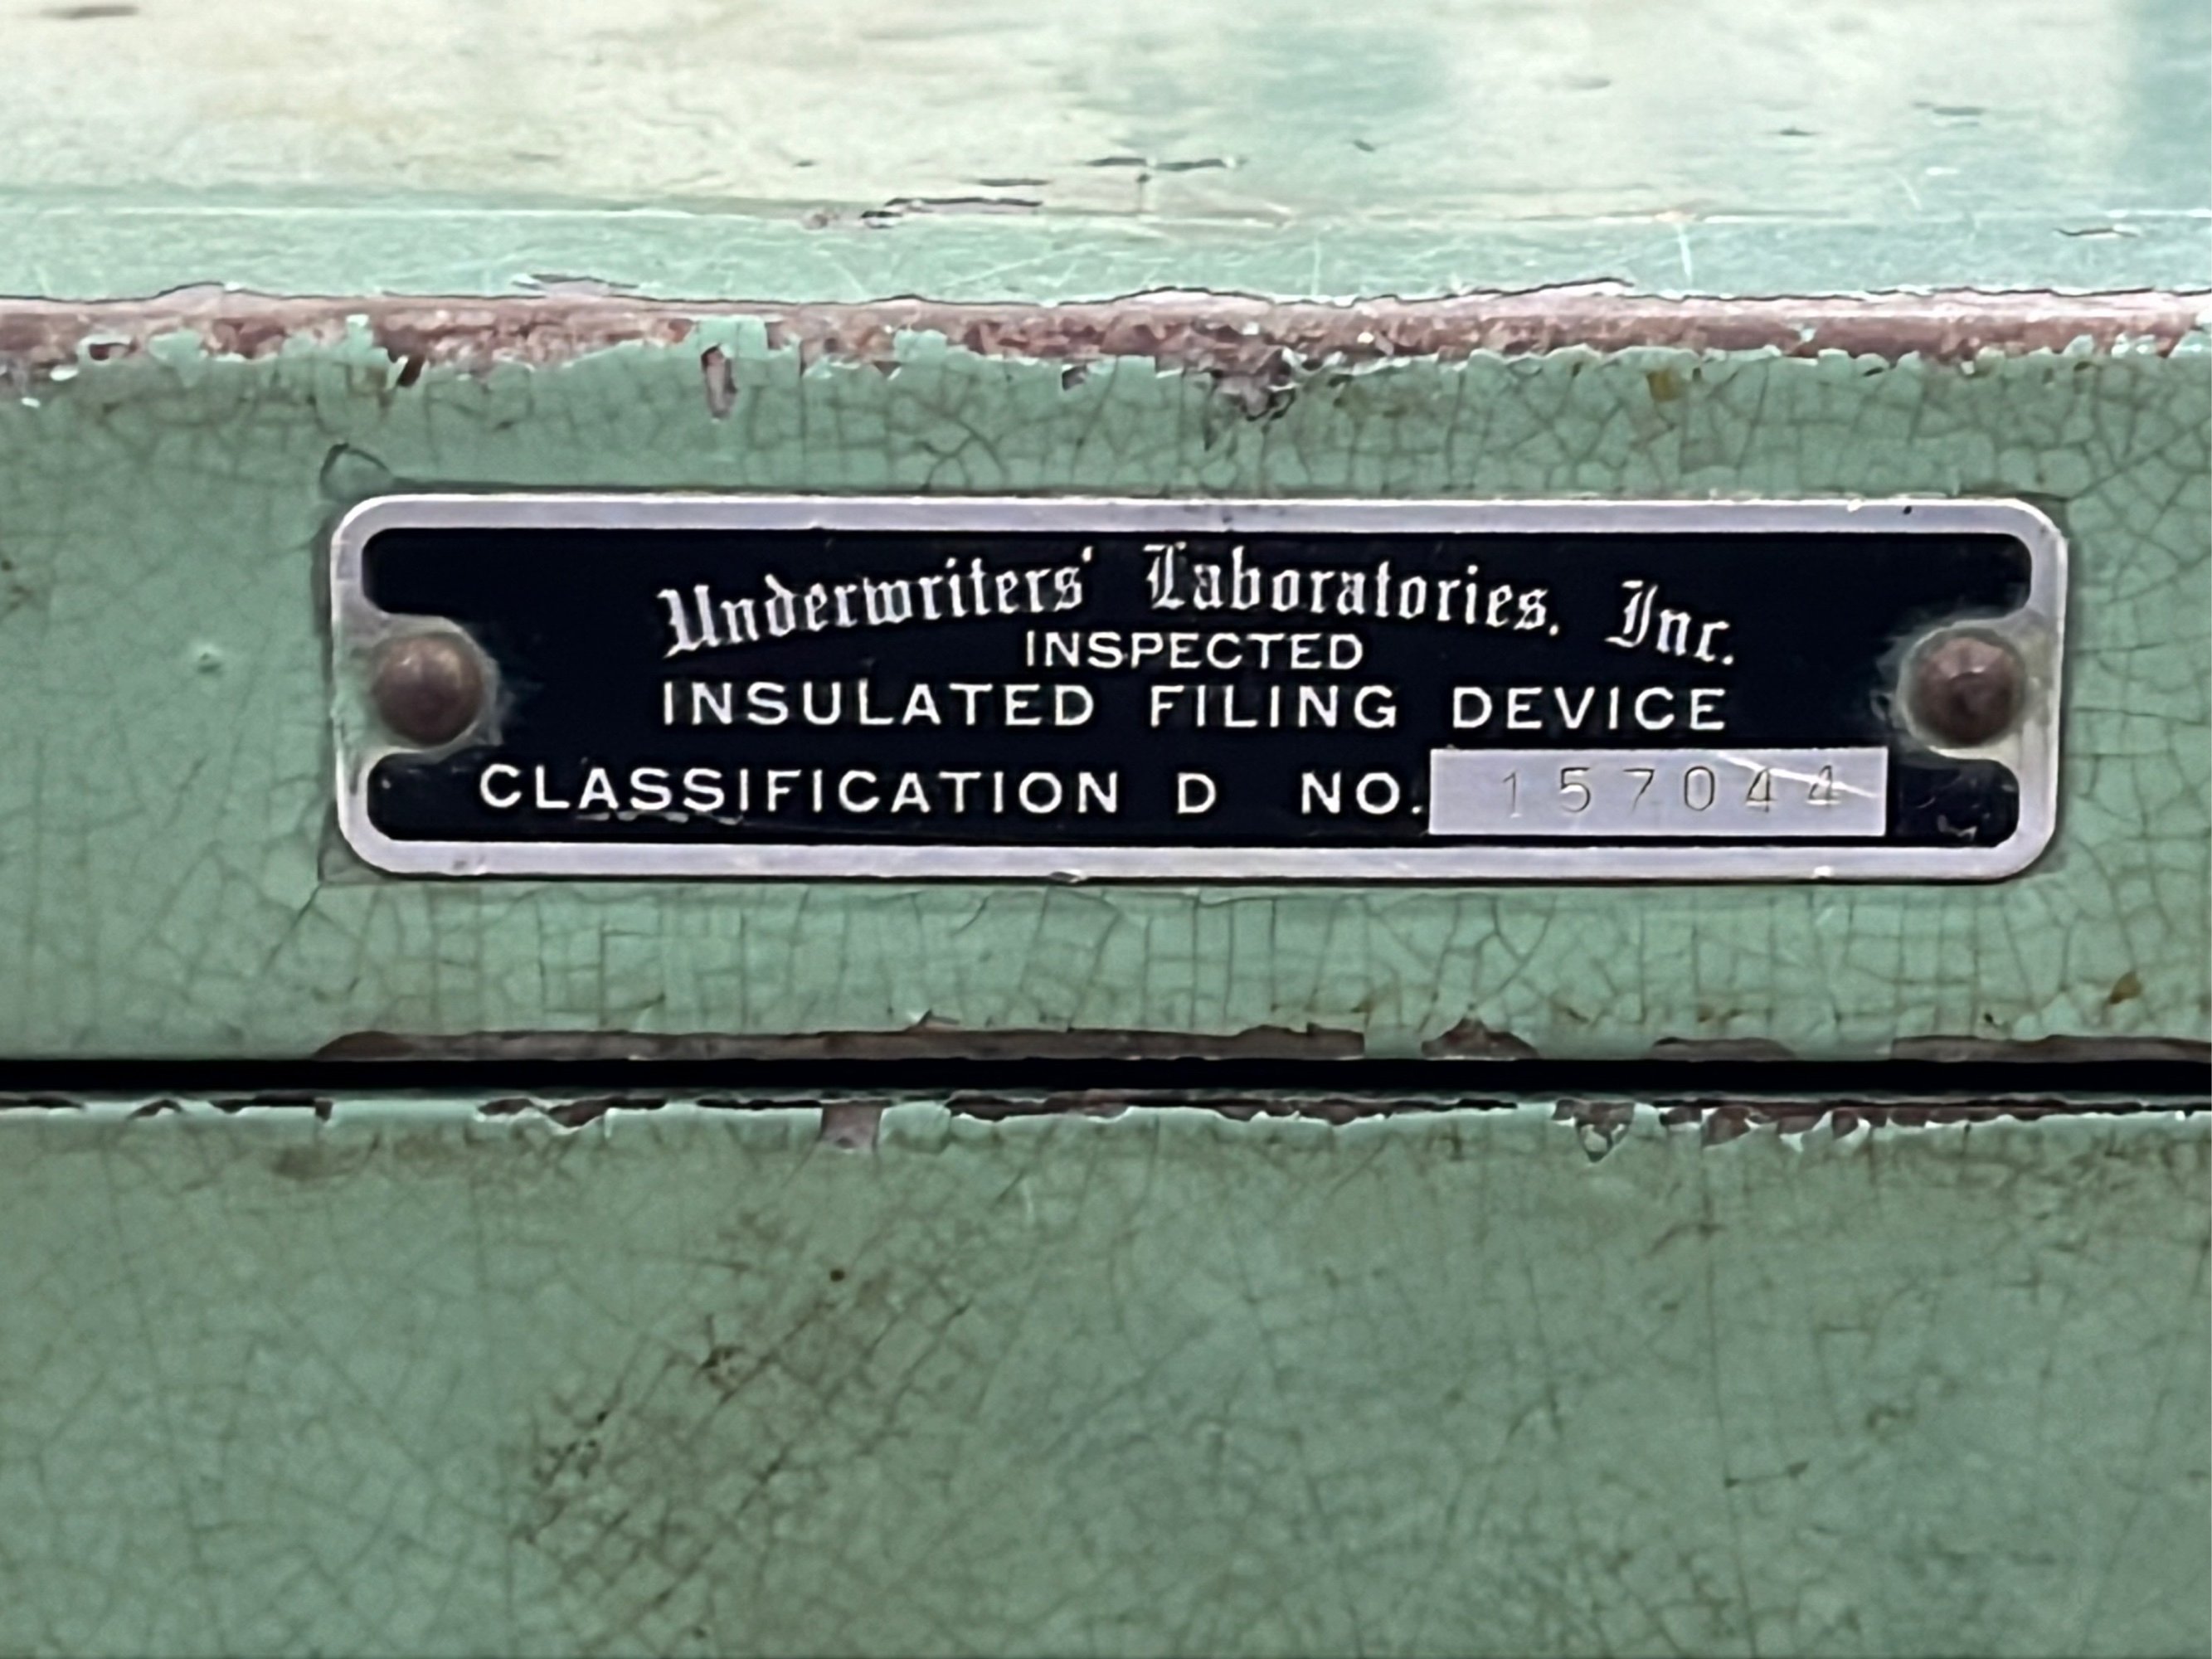 Underwriters' Laboratories, Inc.
INSPECTED
INSULATED FILING DEVICE
CLASSIFICATION D NO. 157044